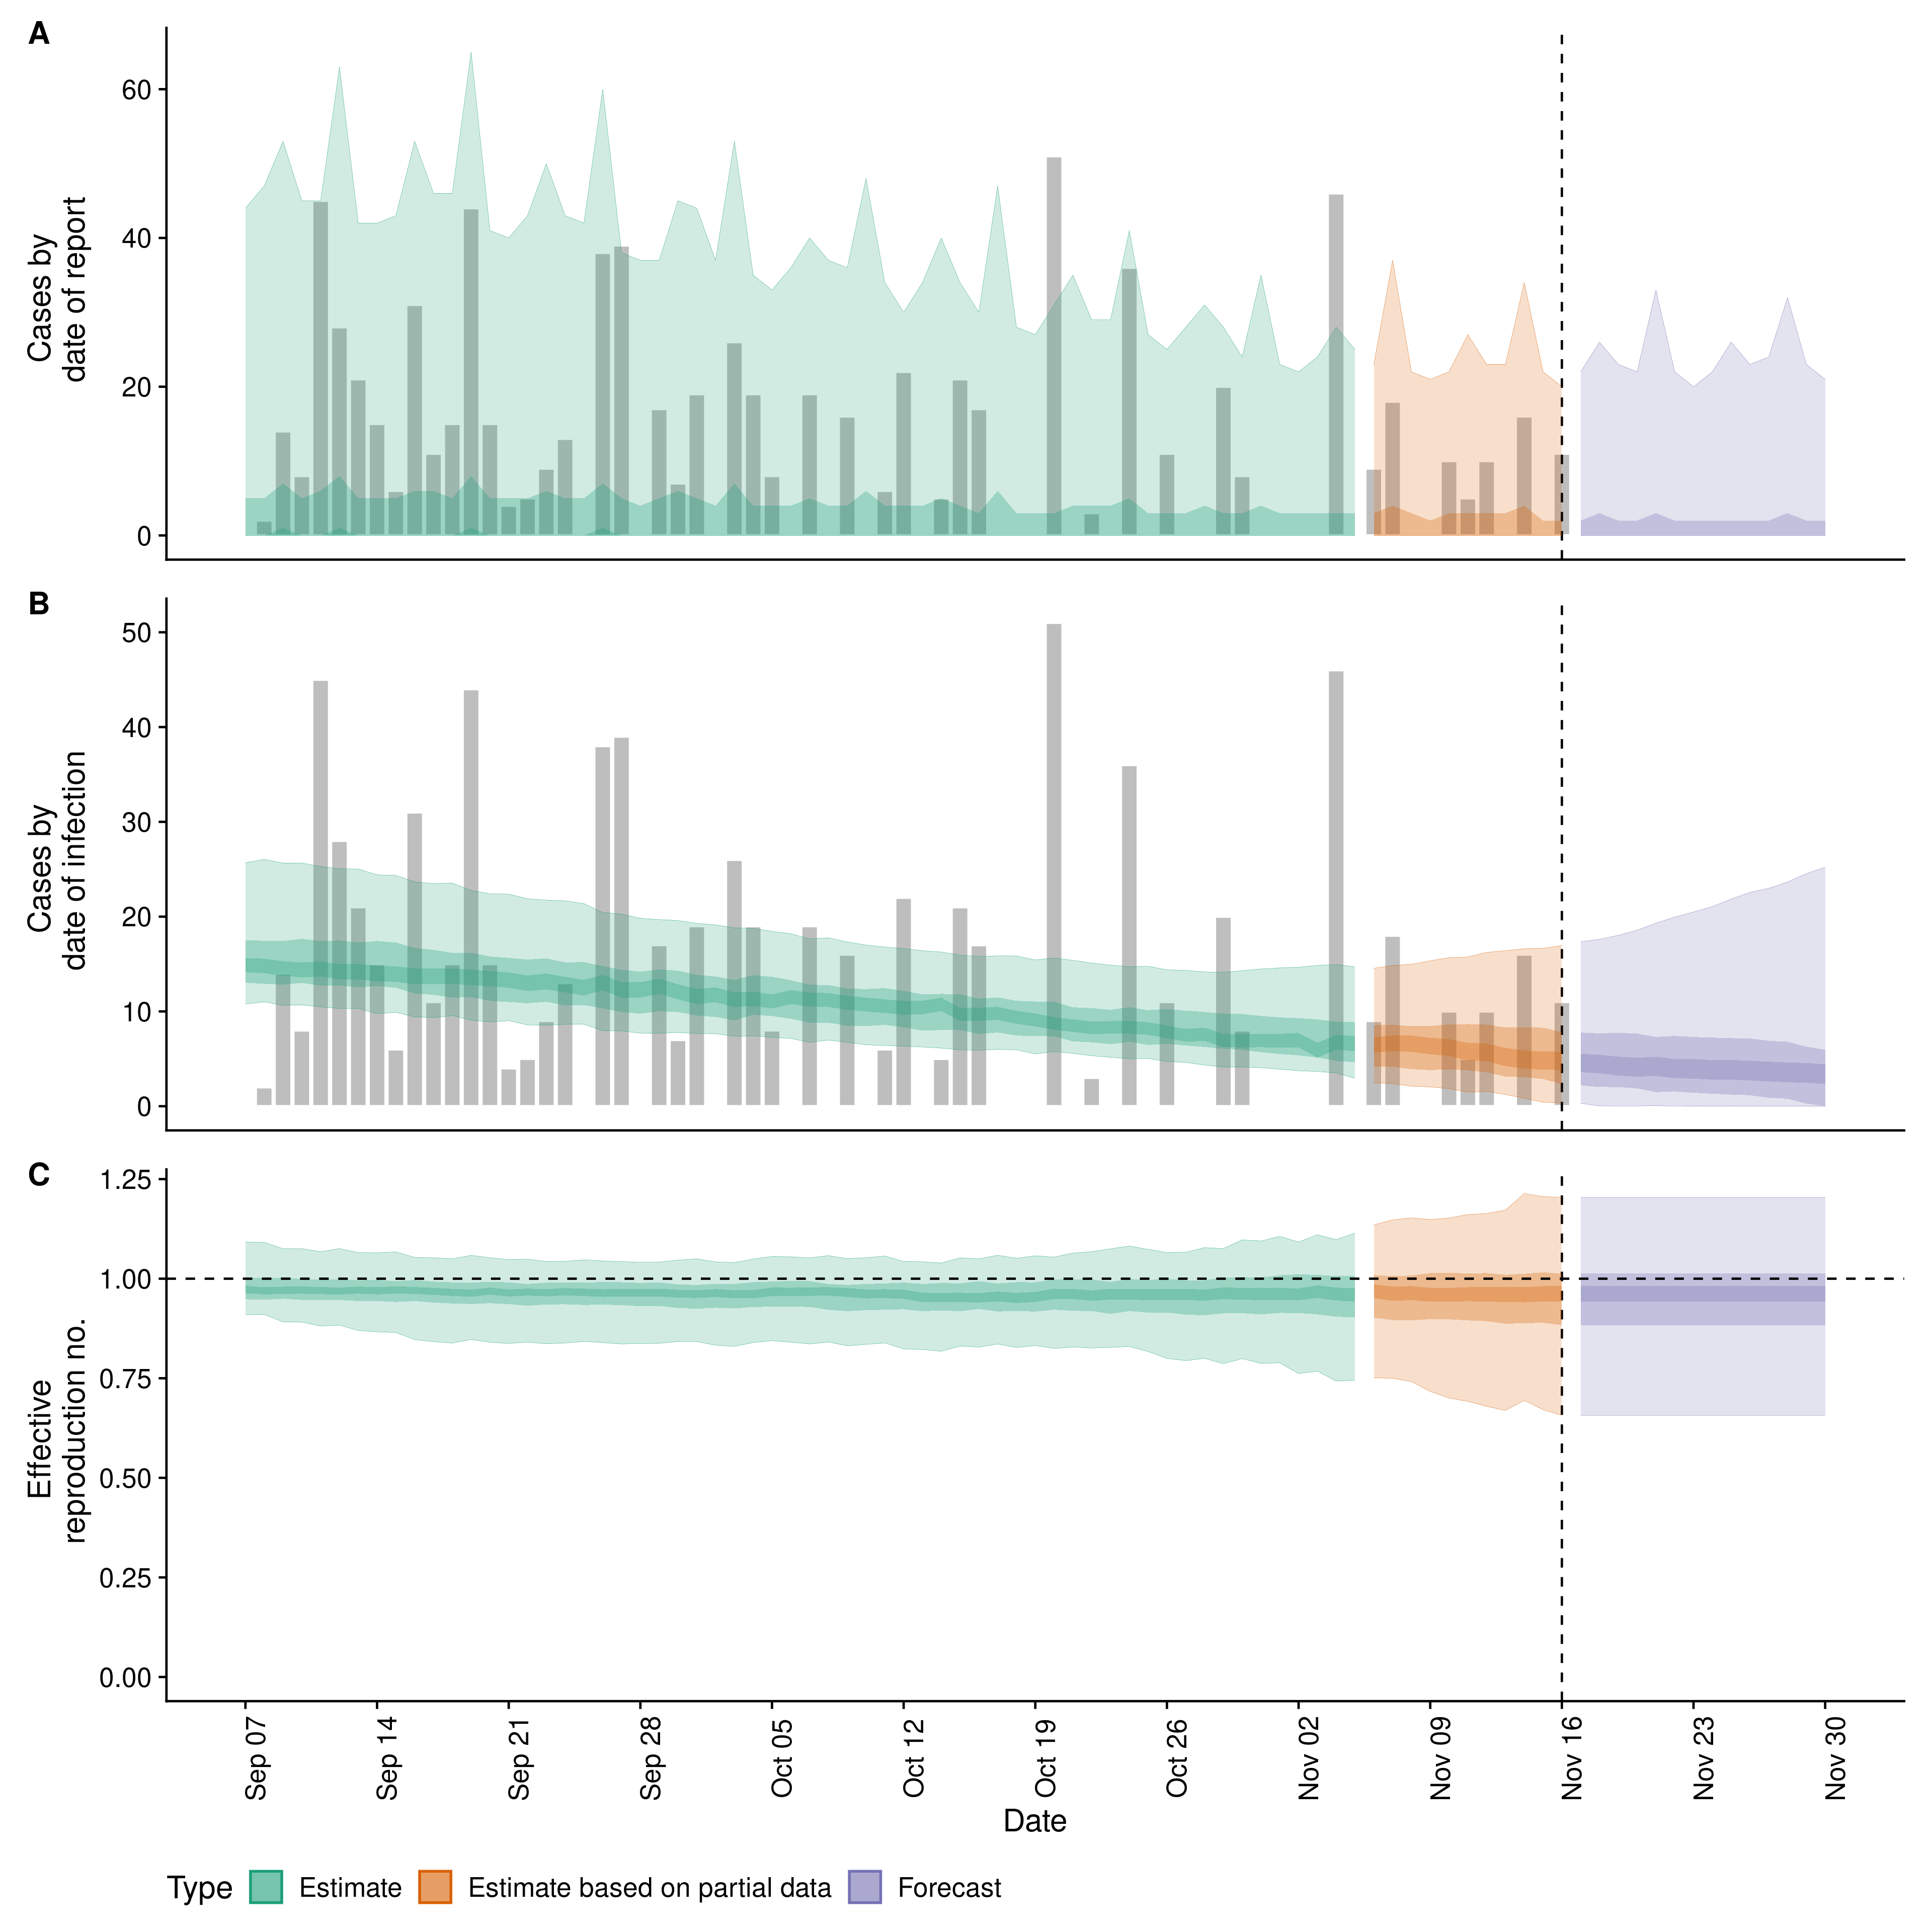 A
Cases by
date of report
60
40
20
0
B
Cases by
date of infection
50
40
30
20
10
0
C
Effective
reproduction no.
1.25
1.00
0.75
0.50
0.25
0.00
Sep 07
Sep 14
Sep 21
Sep 28
Oct 05
Oct 12
Oct 19
Oct 26
Nov 02
Nov 09
Nov 16
Nov 23
Nov 30
Date
Type Estimate Estimate based on partial data Forecast